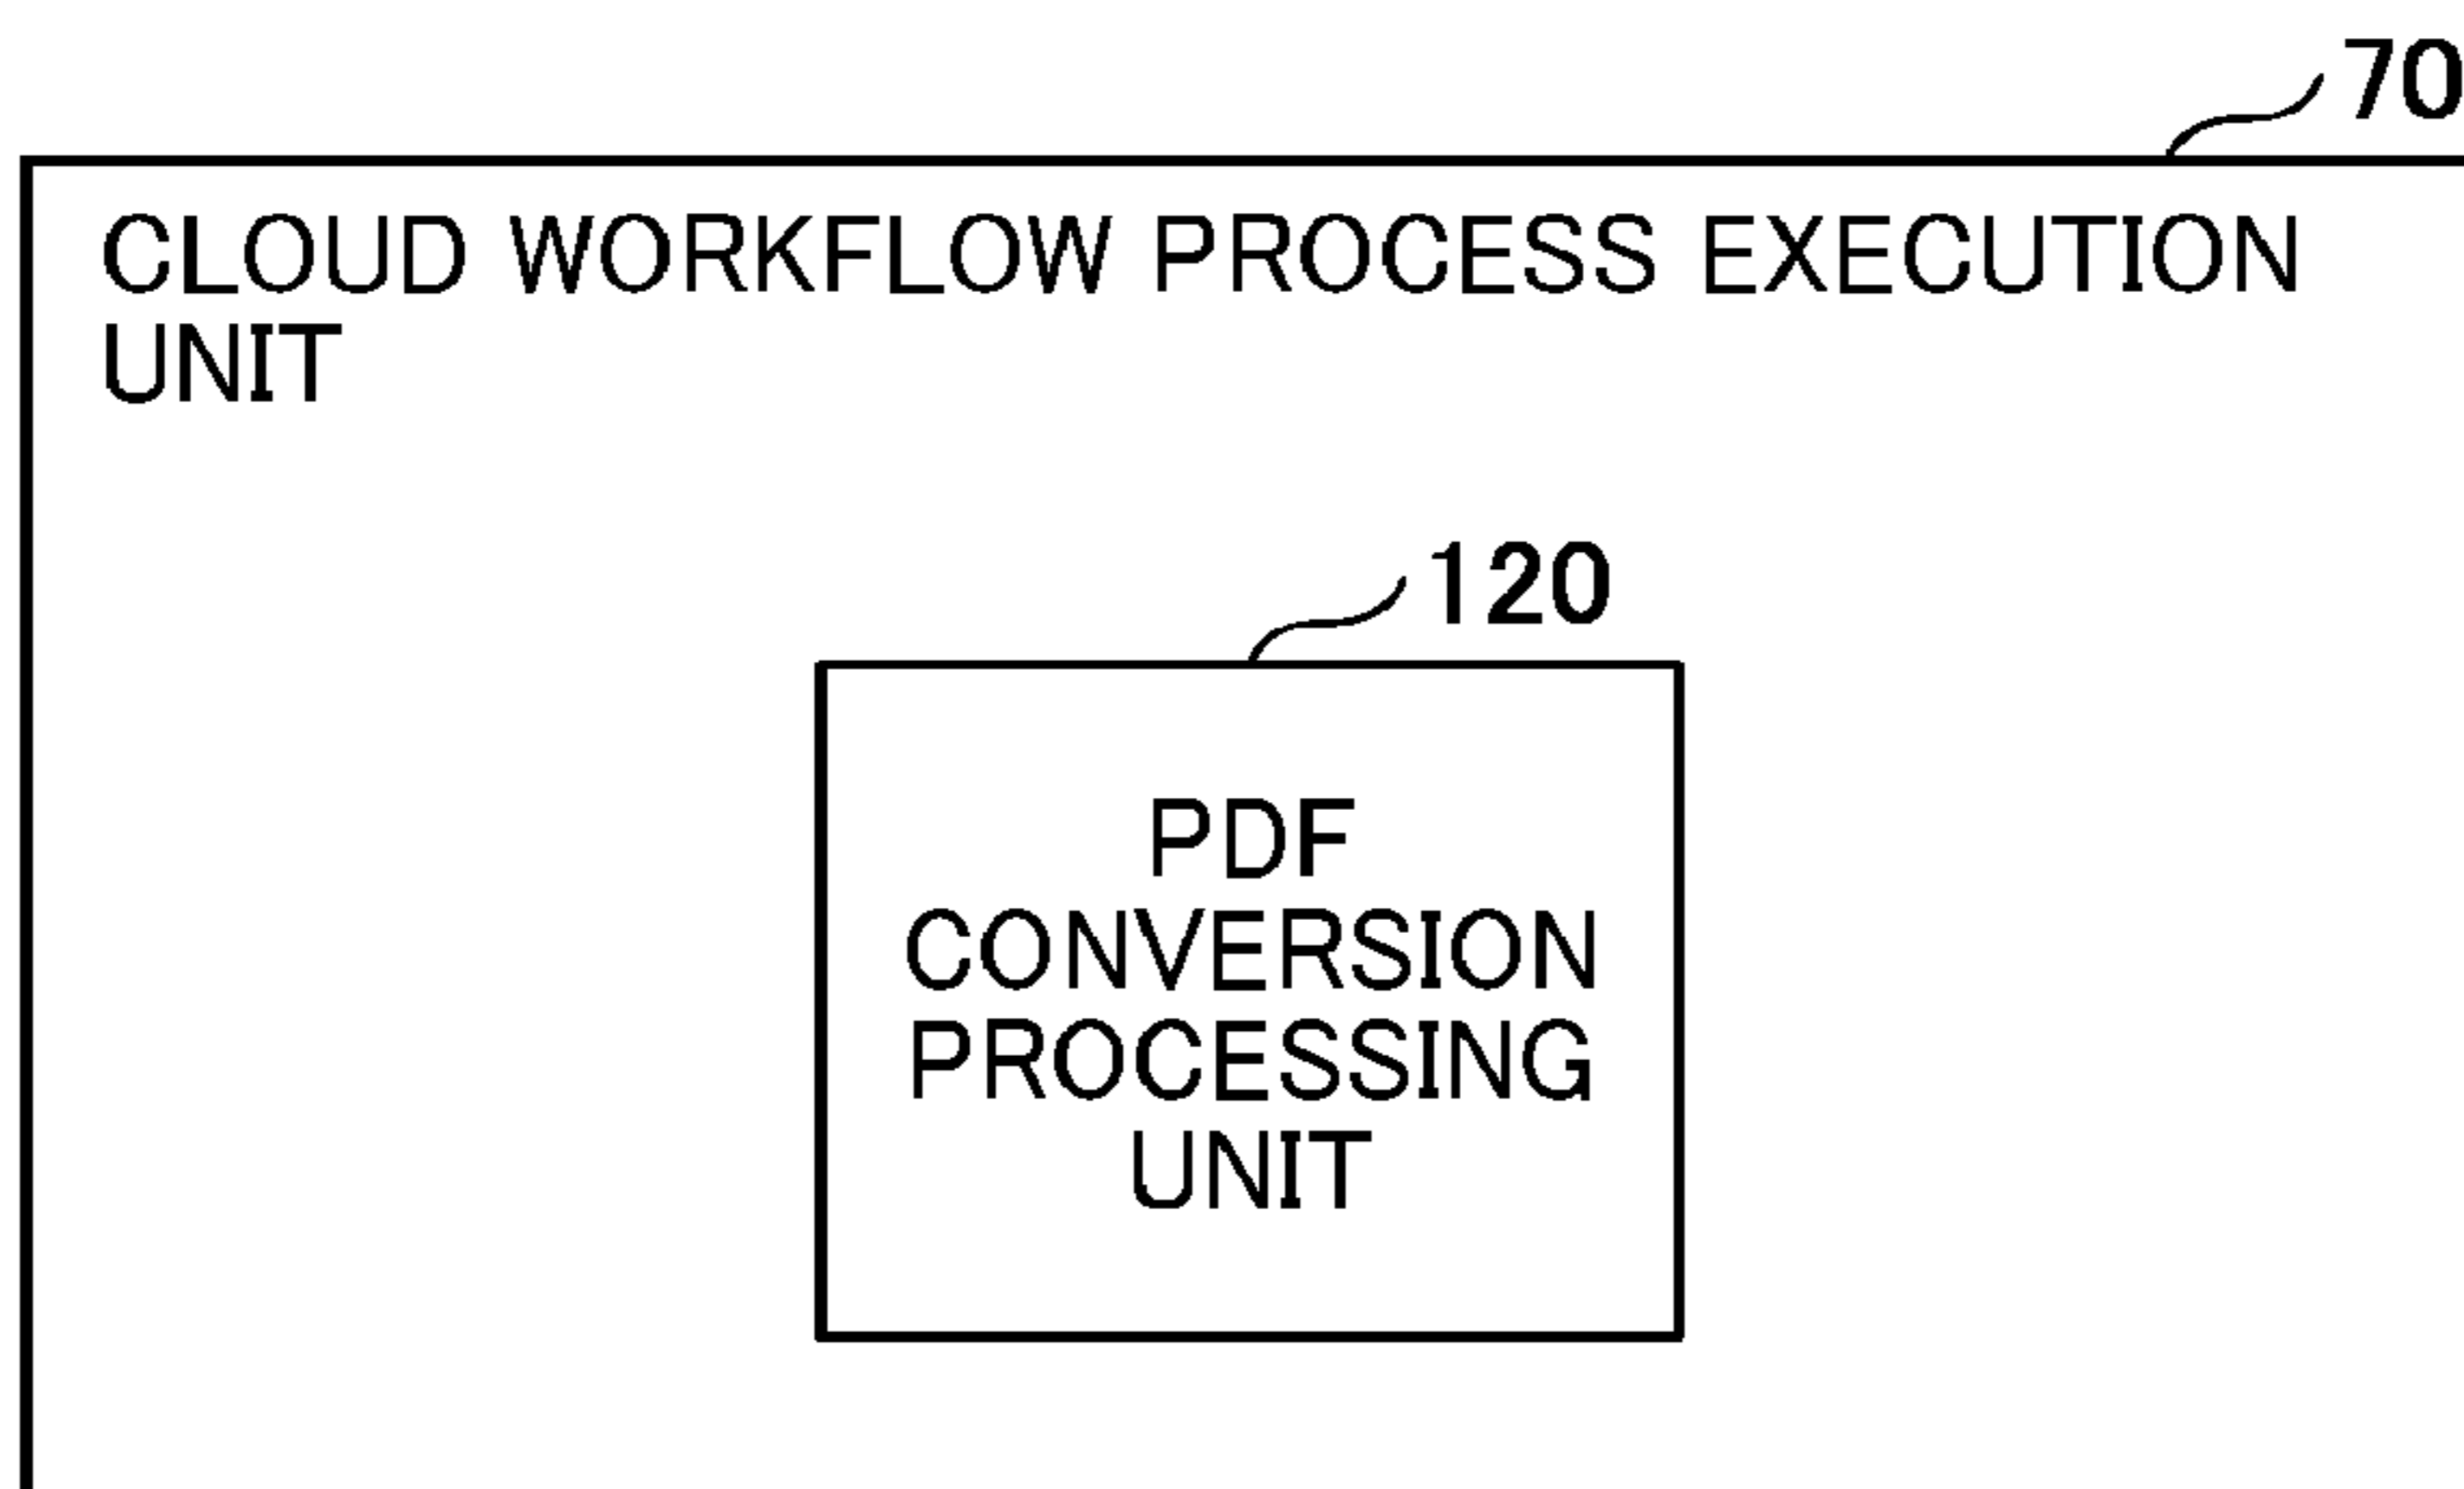 70
CLOUD WORKFLOW PROCESS EXECUTION
UNIT
120
PDF
CONVERSION
PROCESSING
UNIT